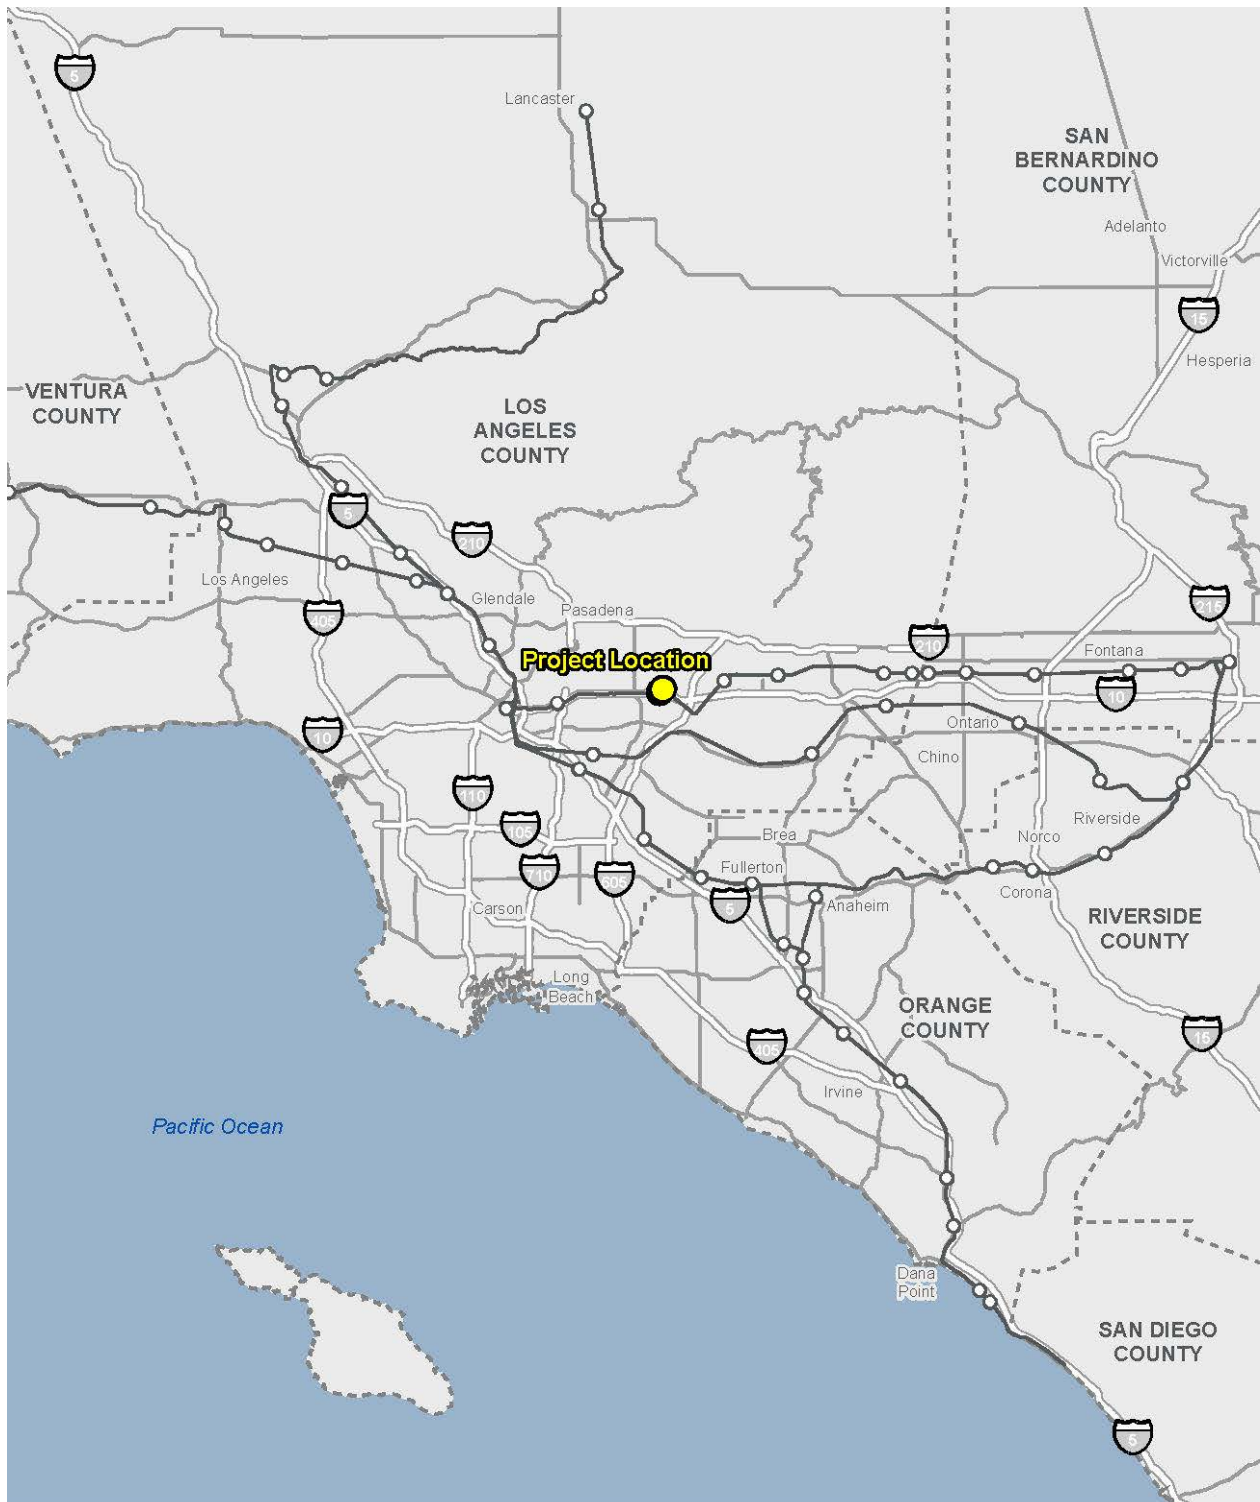 5
Lancaster
SAN
BERNARDINO
COUNTY
Adelanto
Victorville
15
Hesperia
VENTURA
COUNTY
LOS
ANGELES
COUNTY
5
210
Los Angeles
Glendale
Pasadena
405
215
210
Fontana
Project Location
10
10
Ontario
Chino
110
105
710
605
Brea
Norco
Riverside
Fullerton
Corona
Carson
5
Anaheim
RIVERSIDE
COUNTY
Long
Beach
ORANGE
COUNTY
405
15
Irvine
Pacific Ocean
Dana
Point
SAN DIEGO
COUNTY
5